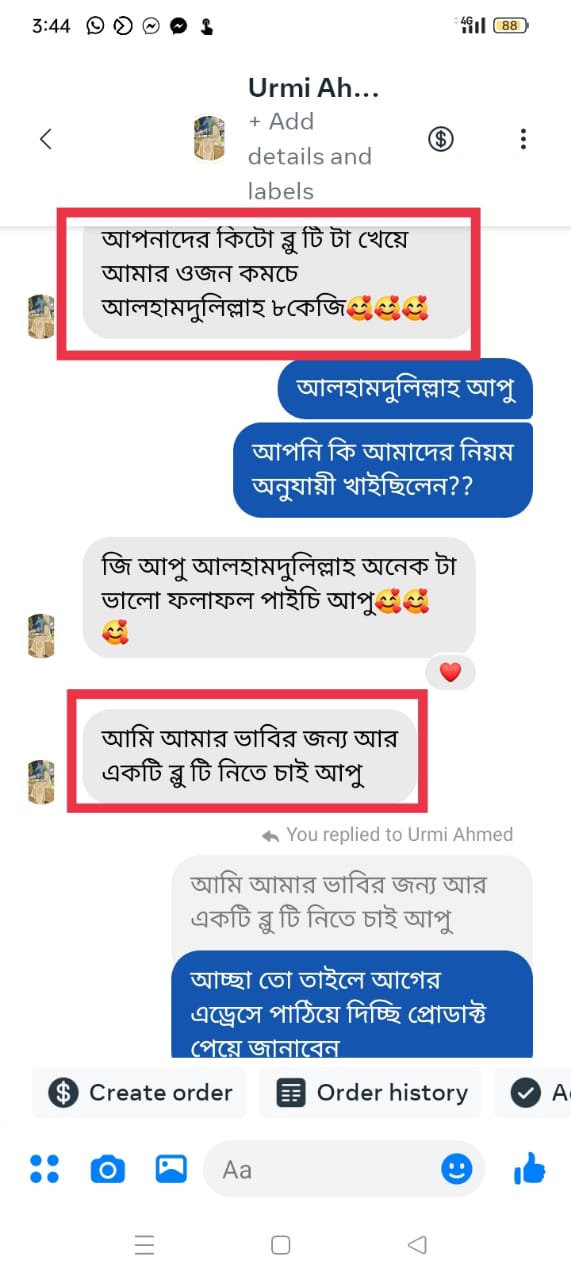 3:44
4G
88
Urmi Ah...
+ Add
details and
labels
আপনাদের কিটো ব্লু টি টা খেয়ে
আমার ওজন কমচে
আলহামদুলিল্লাহ ৮কেজি🥰🥰🥰
আলহামদুলিল্লাহ আপু
আপনি কি আমাদের নিয়ম
অনুযায়ী খাইছিলেন??
জি আপু আলহামদুলিল্লাহ অনেক টা
ভালো ফলাফল পাইচি আপু🥰🥰
🥰
আমি আমার ভাবির জন্য আর
একটি ব্লু টি নিতে চাই আপু
You replied to Urmi Ahmed
আমি আমার ভাবির জন্য আর
একটি ব্লু টি নিতে চাই আপু
আচ্ছা তো তাইলে আগের
এড্রেসে পাঠিয়ে দিচ্ছি প্রোডাক্ট
পেয়ে জানাবেন
Create order
Order history
A
Aa